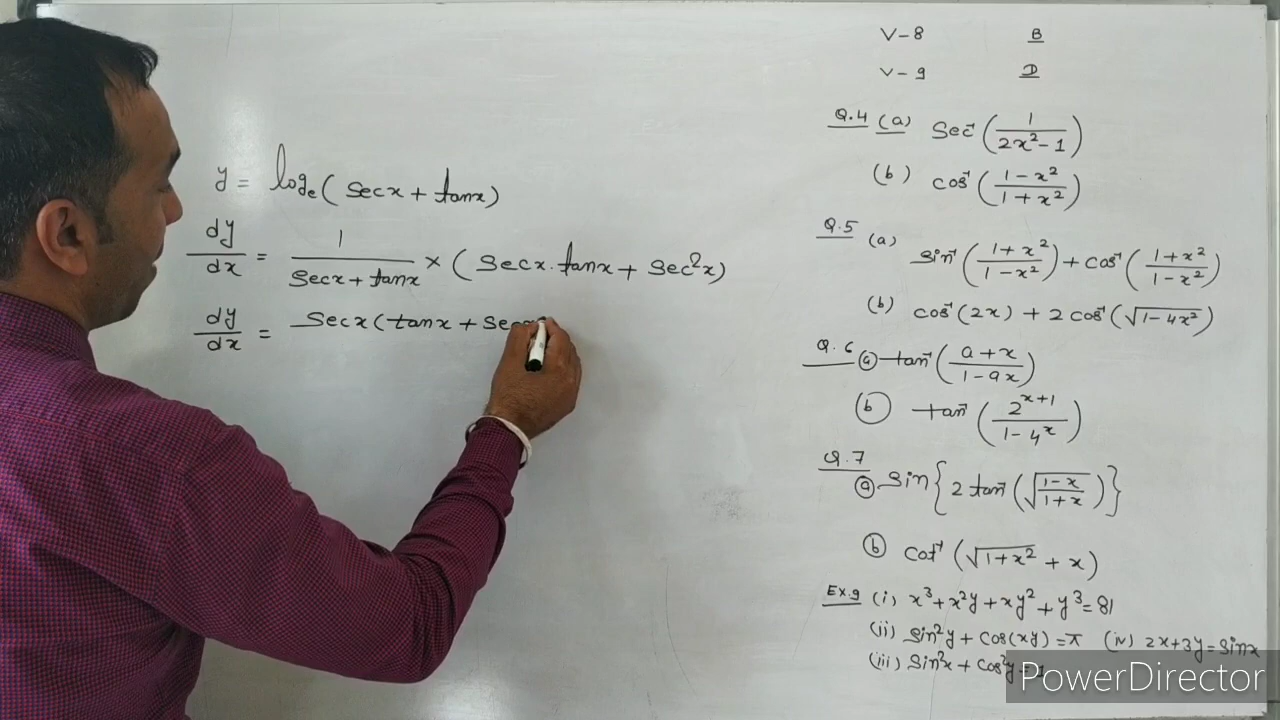 y = logₑ(secx + tanx)
dy/dx = 1/(secx + tanx) × (secx.tanx + sec²x)
dy/dx = secx(tanx + sec
V-8 B
V-9 D
Q.4 (a) sec⁻¹(1/(2x²-1))
(b) cos⁻¹((1-x²)/(1+x²))
Q.5 (a) sin⁻¹((1+x²)/(1-x²)) + cos⁻¹((1+x²)/(1-x²))
(b) cos⁻¹(2x) + 2 cos⁻¹(√(1-4x²))
Q.6 (a) tan⁻¹((a+x)/(1-ax))
(b) tan⁻¹(2^(x+1)/(1-4^x))
Q.7 (a) sin{2 tan⁻¹(√((1-x)/(1+x)))}
(b) cot⁻¹(√(1+x²) + x)
Ex.9 (i) x³+x²y+xy²+y³=81
(ii) sin²y + cos(xy) = π (iv) 2x+3y=sinx
(iii) sin²x + cos²y = 1
PowerDirector